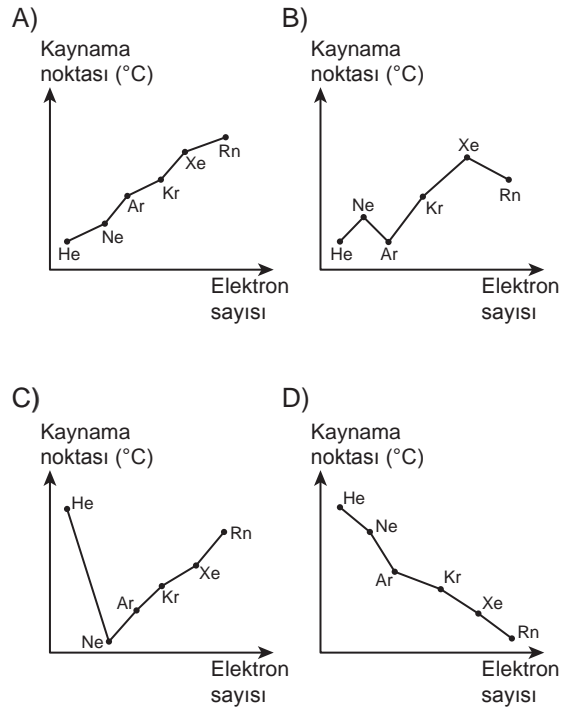 A)
Kaynama
noktası (°C)
He
Ne
Ar
Kr
Xe
Rn
Elektron
sayısı
B)
Kaynama
noktası (°C)
He
Ne
Ar
Kr
Xe
Rn
Elektron
sayısı
C)
Kaynama
noktası (°C)
He
Ne
Ar
Kr
Xe
Rn
Elektron
sayısı
D)
Kaynama
noktası (°C)
He
Ne
Ar
Kr
Xe
Rn
Elektron
sayısı